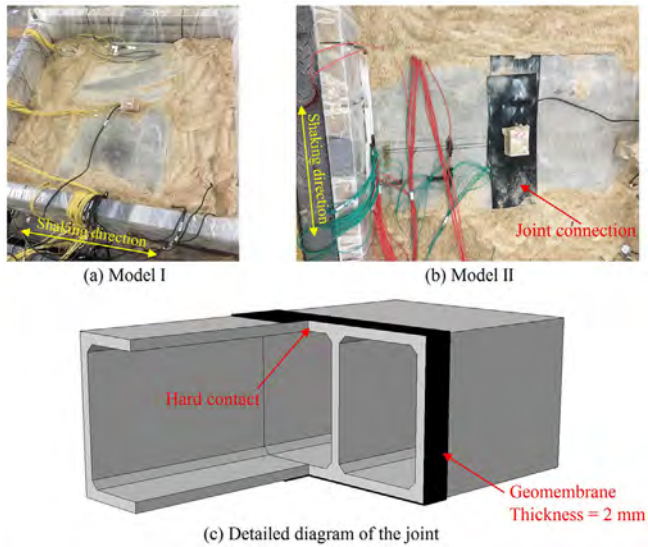 Shaking direction
Shaking direction
Joint connection
(a) Model I
(b) Model II
Hard contact
Geomembrane
Thickness = 2 mm
(c) Detailed diagram of the joint